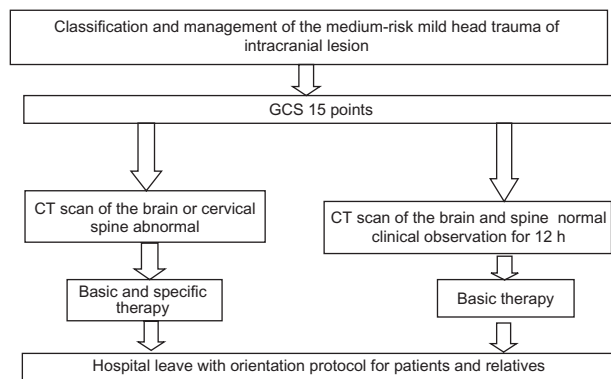 Classification and management of the medium-risk mild head trauma of
intracranial lesion
GCS 15 points
CT scan of the brain or cervical
spine abnormal
CT scan of the brain and spine normal
clinical observation for 12 h
Basic and specific
therapy
Basic therapy
Hospital leave with orientation protocol for patients and relatives